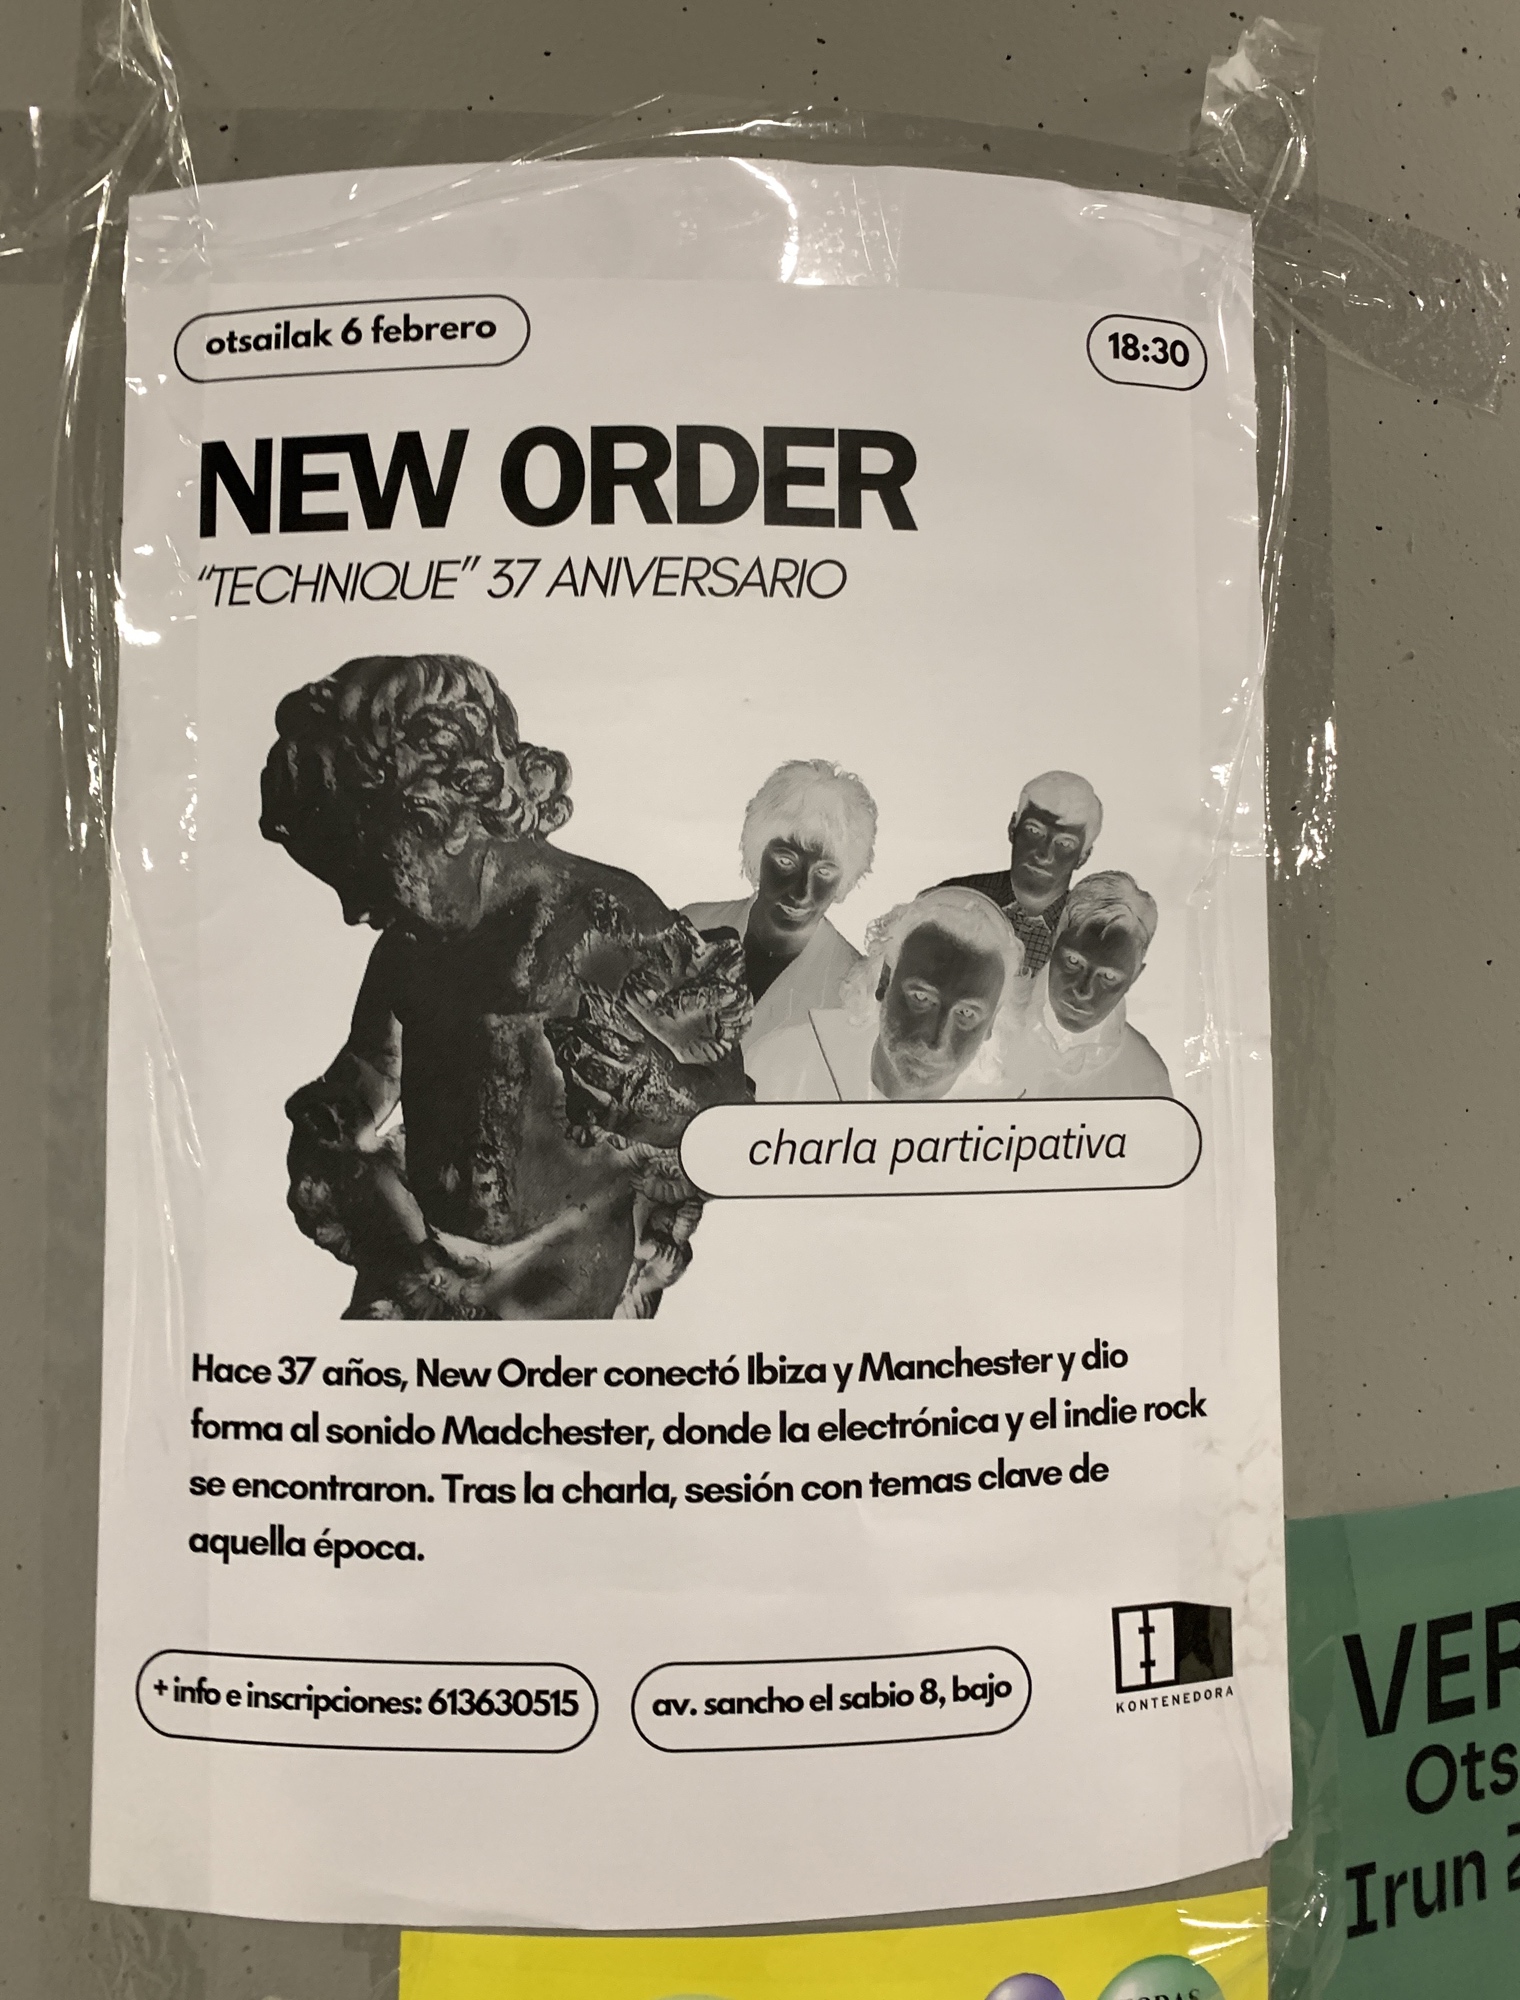 otsailak 6 febrero
18:30
NEW ORDER
"TECHNIQUE" 37 ANIVERSARIO
charla participativa
Hace 37 años, New Order conectó Ibiza y Manchester y dio
forma al sonido Madchester, donde la electrónica y el indie rock
se encontraron. Tras la charla, sesión con temas clave de
aquella época.
+ info e inscripciones: 613630515
av. sancho el sabio 8, bajo
KONTENEDORA
VER
Ots
Irun